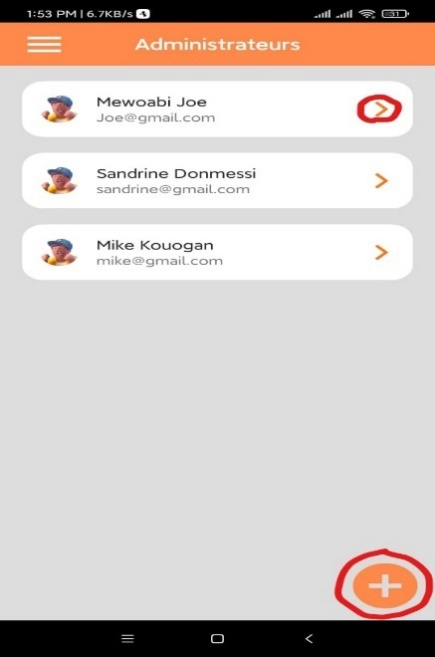 1:53 PM | 6.7KB/s
31
Administrateurs
Mewoabi Joe
Joe@gmail.com
Sandrine Donmessi
sandrine@gmail.com
Mike Kouogan
mike@gmail.com